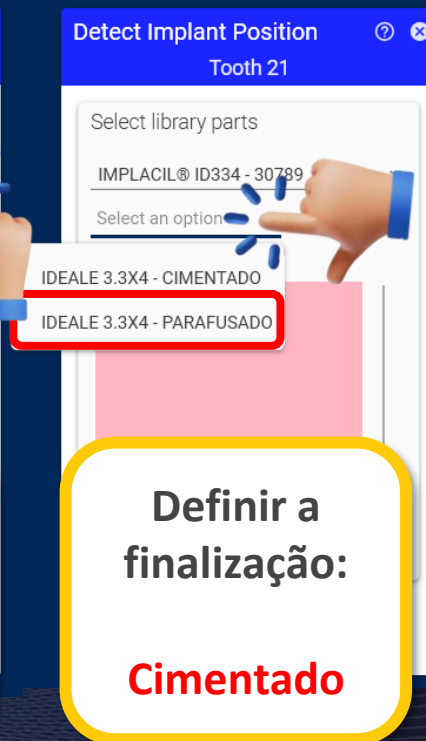 Detect Implant Position
Tooth 21
Select library parts
IMPLACIL® ID334 - 30789
Select an option
IDEALE 3.3X4 - CIMENTADO
IDEALE 3.3X4 - PARAFUSADO
Definir a
finalização:
Cimentado